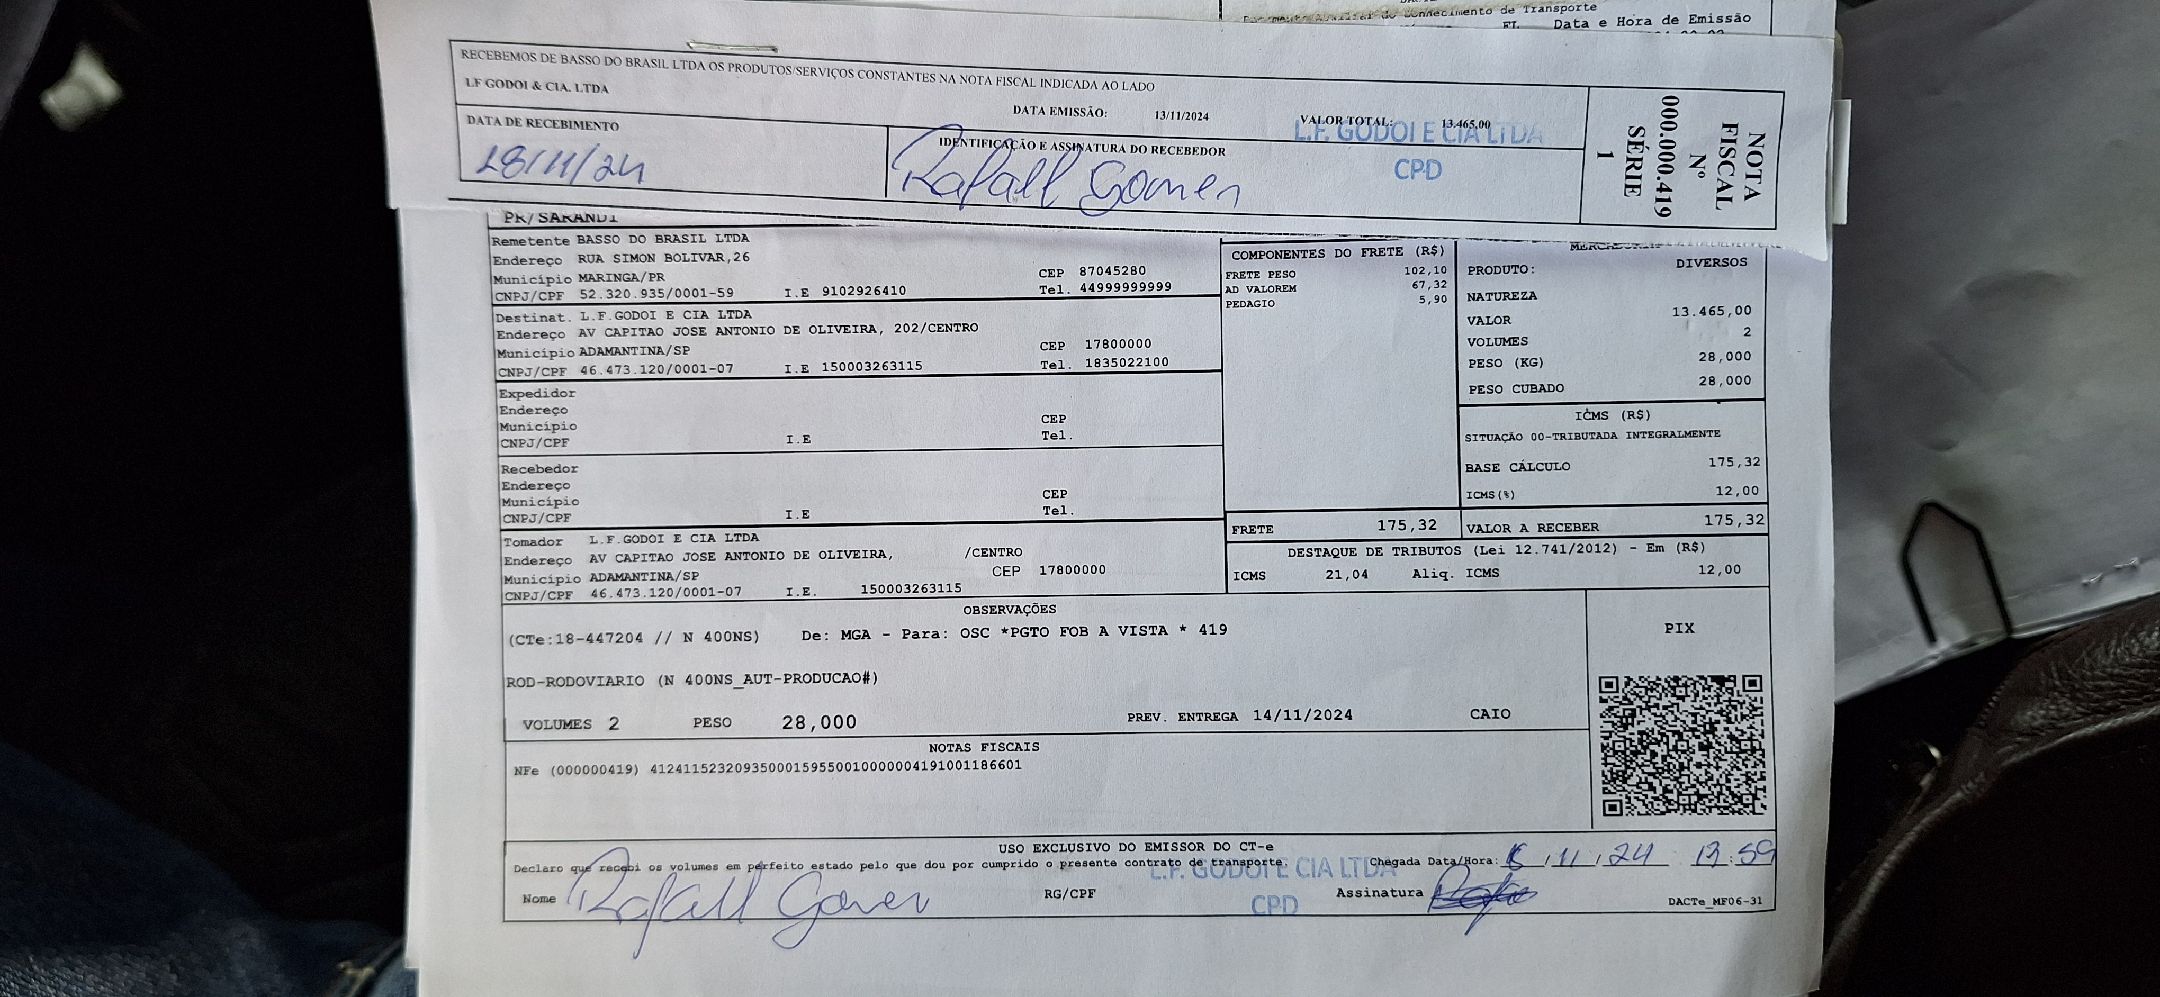 Conhecimento de Transporte
FL Data e Hora de Emissão
RECEBEMOS DE BASSO DO BRASIL LTDA OS PRODUTOS/SERVIÇOS CONSTANTES NA NOTA FISCAL INDICADA AO LADO
LF GODOI & CIA. LTDA
DATA EMISSÃO: 13/11/2024 VALOR TOTAL: 13.465,00
DATA DE RECEBIMENTO
IDENTIFICAÇÃO E ASSINATURA DO RECEBEDOR
L.F. GODOI E CIA LTDA
CPD
18/11/24
Rafaell Gomes
NOTA
FISCAL
Nº
000.000.419
SÉRIE
1
PR/SARANDI
Remetente BASSO DO BRASIL LTDA
Endereço RUA SIMON BOLIVAR,26
Município MARINGA/PR CEP 87045280
CNPJ/CPF 52.320.935/0001-59 I.E 9102926410 Tel. 44999999999
Destinat. L.F.GODOI E CIA LTDA
Endereço AV CAPITAO JOSE ANTONIO DE OLIVEIRA, 202/CENTRO
Município ADAMANTINA/SP CEP 17800000
CNPJ/CPF 46.473.120/0001-07 I.E 150003263115 Tel. 1835022100
Expedidor
Endereço
Município CEP
CNPJ/CPF I.E Tel.
Recebedor
Endereço
Município CEP
CNPJ/CPF I.E Tel.
Tomador L.F.GODOI E CIA LTDA
Endereço AV CAPITAO JOSE ANTONIO DE OLIVEIRA, /CENTRO
Município ADAMANTINA/SP CEP 17800000
CNPJ/CPF 46.473.120/0001-07 I.E. 150003263115
COMPONENTES DO FRETE (R$)
FRETE PESO 102,10
AD VALOREM 67,32
PEDAGIO 5,90
FRETE 175,32
PRODUTO: DIVERSOS
NATUREZA
VALOR 13.465,00
VOLUMES 2
PESO (KG) 28,000
PESO CUBADO 28,000
ICMS (R$)
SITUAÇÃO 00-TRIBUTADA INTEGRALMENTE
BASE CÁLCULO 175,32
ICMS(%) 12,00
VALOR A RECEBER 175,32
DESTAQUE DE TRIBUTOS (Lei 12.741/2012) - Em (R$)
ICMS 21,04 Aliq. ICMS 12,00
OBSERVAÇÕES
(CTe:18-447204 // N 400NS) De: MGA - Para: OSC *PGTO FOB A VISTA * 419
ROD-RODOVIARIO (N 400NS_AUT-PRODUCAO#)
VOLUMES 2 PESO 28,000 PREV. ENTREGA 14/11/2024 CAIO
PIX
NOTAS FISCAIS
NFe (000000419) 41241152320935000159550010000004191001186601
USO EXCLUSIVO DO EMISSOR DO CT-e
Declaro que recebi os volumes em perfeito estado pelo que dou por cumprido o presente contrato de transporte.
Chegada Data/Hora: 11 24 13:59
L.F. GODOI E CIA LTDA
CPD
Nome Rafaell Gomes RG/CPF Assinatura
DACTe_MF06-31